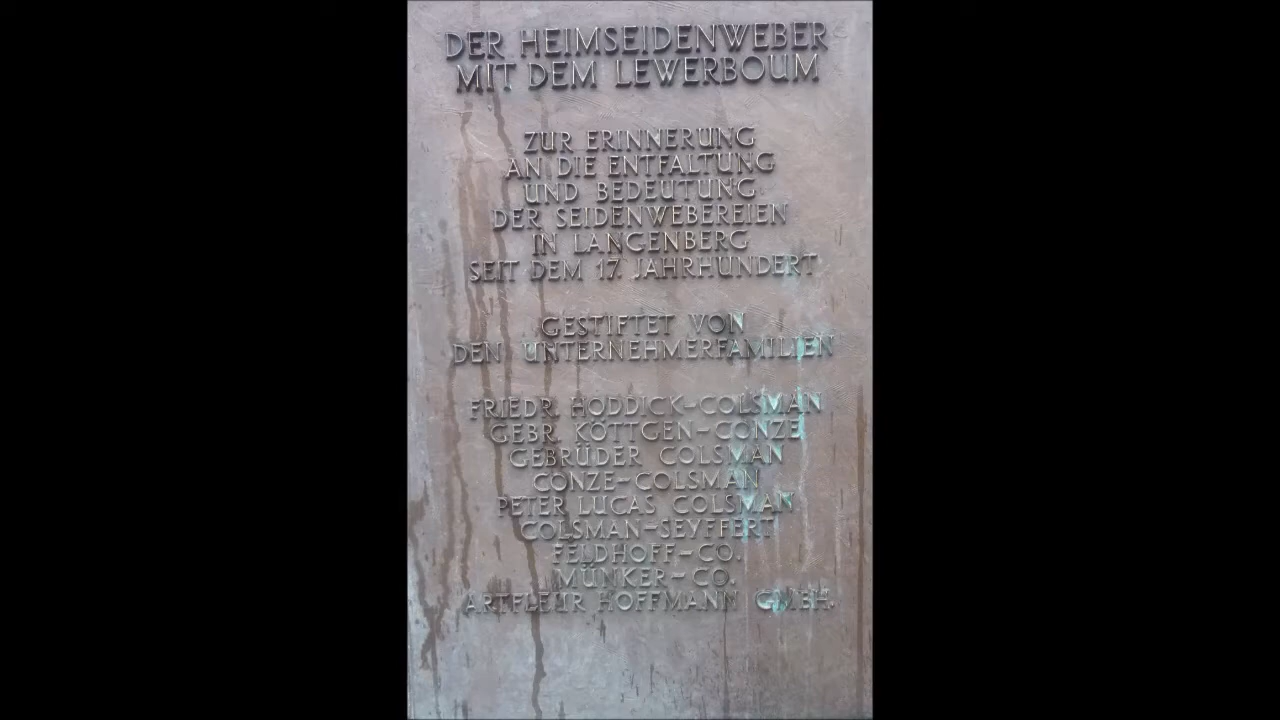 DER HEIMSEIDENWEBER
MIT DEM LEWERBOUM
ZUR ERINNERUNG
AN DIE ENTFALTUNG
UND BEDEUTUNG
DER SEIDENWEBEREIEN
IN LANGENBERG
SEIT DEM 17. JAHRHUNDERT
GESTIFTET VON
DEN UNTERNEHMERFAMILIEN
FRIEDR. HODDICK-COLSMAN
GEBR. KÖTTGEN-CONZE
GEBRÜDER COLSMAN
CONZE-COLSMAN
PETER LUCAS COLSMAN
COLSMAN-SEYFFERT
FELDHOFF-CO.
MÜNKER-CO.
ARTFLEUR HOFFMANN GMBH.